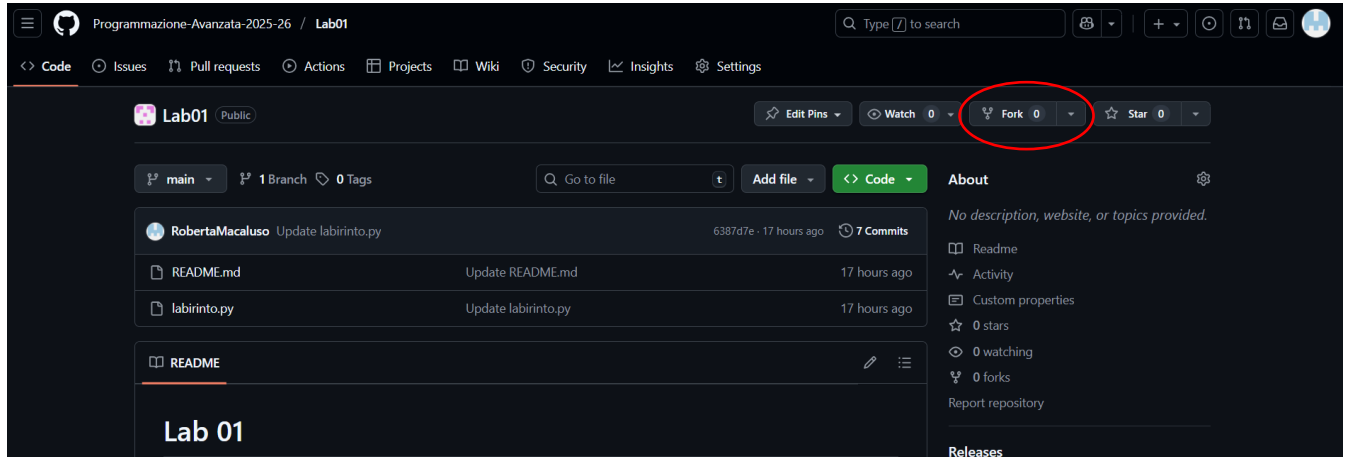 Programmazione-Avanzata-2025-26 / Lab01 Type / to search
<> Code Issues Pull requests Actions Projects Wiki Security Insights Settings
Lab01 Public Edit Pins Watch 0 Fork 0 Star 0
main 1 Branch 0 Tags Go to file t Add file <> Code
RobertaMacaluso Update labirinto.py 6387d7e · 17 hours ago 7 Commits
README.md Update README.md 17 hours ago
labirinto.py Update labirinto.py 17 hours ago
README
Lab 01
About
No description, website, or topics provided.
Readme
Activity
Custom properties
0 stars
0 watching
0 forks
Report repository
Releases